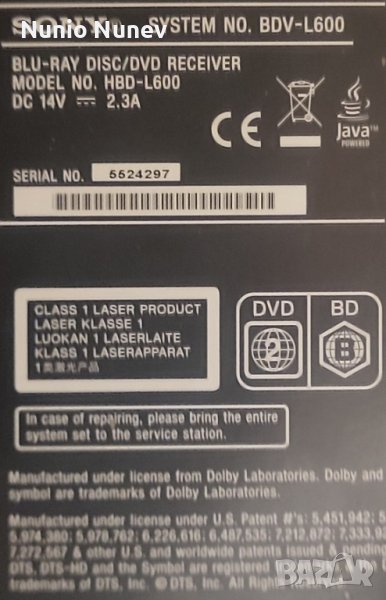 SONY
Nunio Nunev
SYSTEM NO. BDV-L600
BLU-RAY DISC/DVD RECEIVER
MODEL NO. HBD-L600
DC 14V ⎓ 2.3A
CE
Java
POWERED
SERIAL NO. 5524297
CLASS 1 LASER PRODUCT
LASER KLASSE 1
LUOKAN 1 LASERLAITE
KLASS 1 LASERAPPARAT
1类激光产品
DVD
2
BD
B
In case of repairing, please bring the entire
system set to the service station.
Manufactured under license from Dolby Laboratories. Dolby and
symbol are trademarks of Dolby Laboratories.
Manufactured under license under U.S. Patent #'s: 5,451,942; 5
5,974,380; 5,978,762; 6,226,616; 6,487,535; 7,212,872; 7,333,92
7,272,567 & other U.S. and worldwide patents
DTS, DTS-HD and the Symbol are registered
DTS, Inc. © DTS, Inc. All
BAZAR